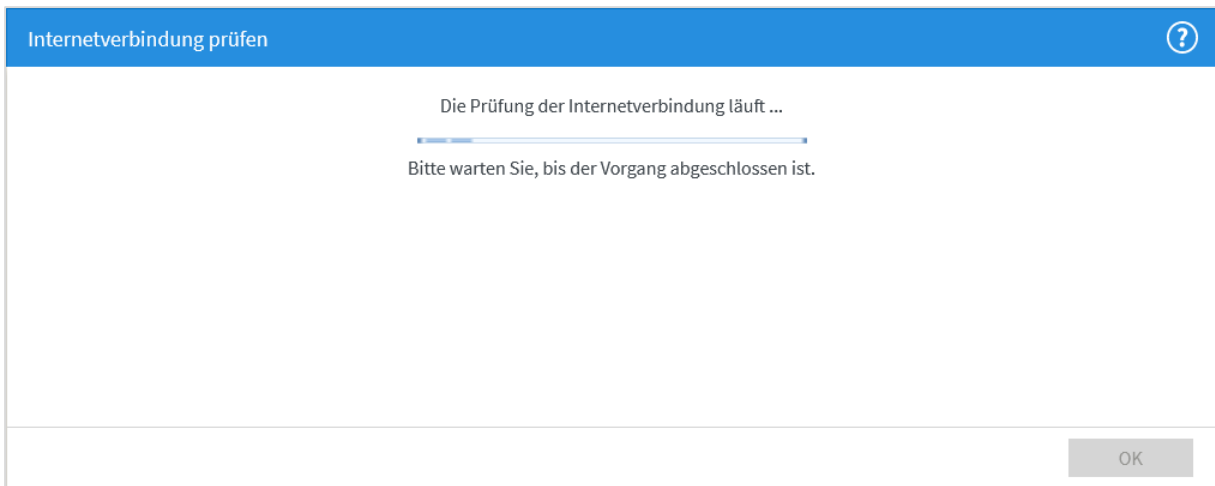 Internetverbindung prüfen
?
Die Prüfung der Internetverbindung läuft ...
Bitte warten Sie, bis der Vorgang abgeschlossen ist.
OK